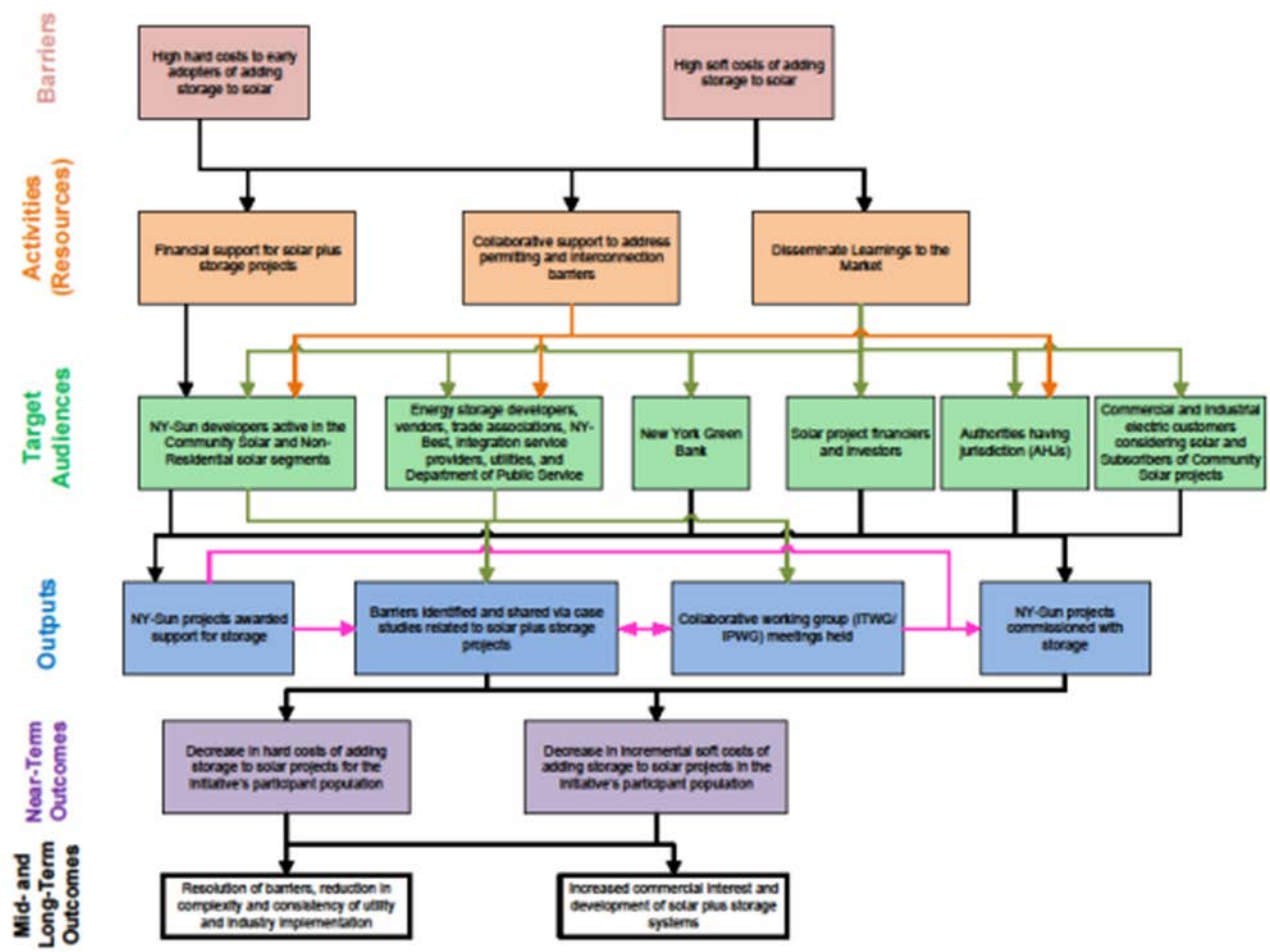 Barriers
High hard costs to early
adopters of adding
storage to solar
High soft costs of adding
storage to solar
Activities
(Resources)
Financial support for solar plus
storage projects
Collaborative support to address
permitting and interconnection
barriers
Disseminate Learnings to the
Market
Target
Audiences
NY-Sun developers active in the
Community Solar and Non-
Residential solar segments
Energy storage developers,
vendors, trade associations, NY-
Best, integration service
providers, utilities, and
Department of Public Service
New York Green
Bank
Solar project financiers
and investors
Authorities having
jurisdiction (AHJs)
Commercial and industrial
electric customers
considering solar and
Subscribers of Community
Solar projects
Outputs
NY-Sun projects awarded
support for storage
Barriers identified and shared via case
studies related to solar plus storage
projects
Collaborative working group (ITWG/
IPWG) meetings held
NY-Sun projects
commissioned with
storage
Near-Term
Outcomes
Decrease in hard costs of adding
storage to solar projects for the
initiative's participant population
Decrease in incremental soft costs of
adding storage to solar projects in the
initiative's participant population
Mid- and
Long-Term
Outcomes
Resolution of barriers, reduction in
complexity and consistency of utility
and industry implementation
Increased commercial interest and
development of solar plus storage
systems